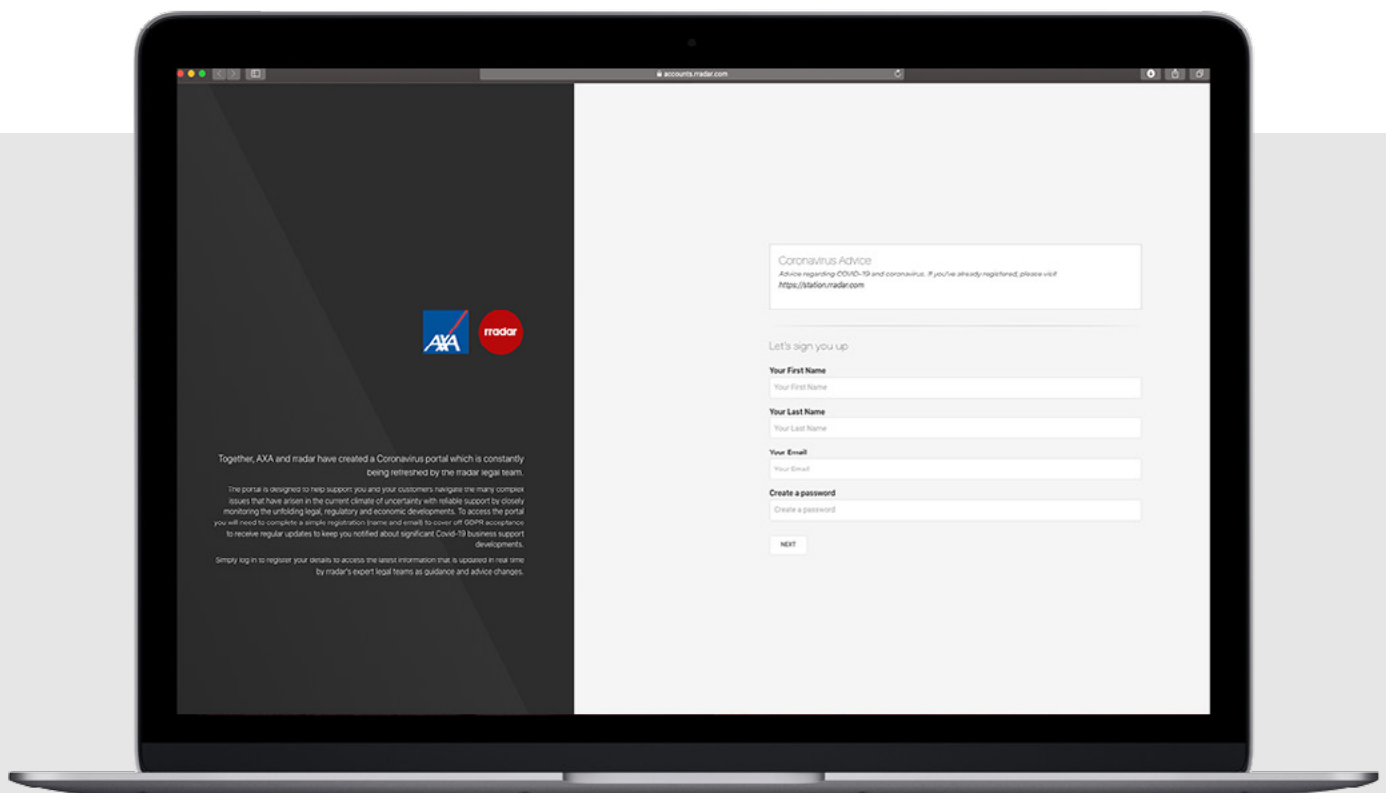 accounts.rradar.com
AXA
rradar
Together, AXA and rradar have created a Coronavirus portal which is constantly
being refreshed by the rradar legal team.
The portal is designed to help support you and your customers navigate the many complex
issues that have arisen in the current climate of uncertainty with reliable support by closely
monitoring the unfolding legal, regulatory and economic developments. To access the portal
you will need to complete a simple registration (name and email) to cover off GDPR acceptance
to receive regular updates to keep you notified about significant Covid-19 business support
developments.
Simply log in to register your details to access the latest information that is updated in real time
by rradar's expert legal teams as guidance and advice changes.
Coronavirus Advice
Advice regarding COVID-19 and coronavirus. If you've already registered, please visit
https://station.rradar.com
Let's sign you up
Your First Name
Your First Name
Your Last Name
Your Last Name
Your Email
Your Email
Create a password
Create a password
NEXT